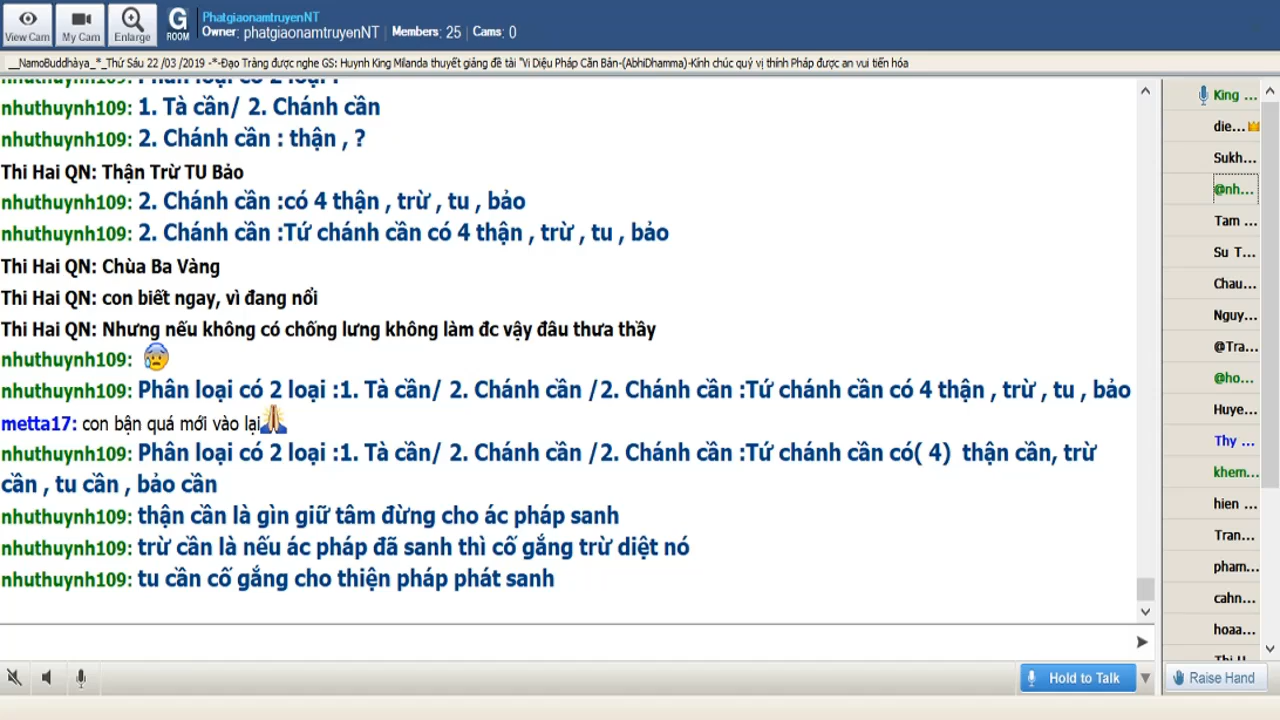 View Cam
My Cam
Enlarge
G
ROOM
PhatgiaonamtruyenNT
Owner: phatgiaonamtruyenNT | Members: 25 | Cams: 0
__NamoBuddhàya_*_Thứ Sáu 22 /03 /2019 -*-Đạo Tràng được nghe GS: Huynh King Milanda thuyết giảng đề tài "Vi Diệu Pháp Căn Bản-(AbhiDhamma)-Kính chúc quý vị thính Pháp được an vui tiến hóa
nhuthuynh109: Phân loại có 2 loại :
nhuthuynh109: 1. Tà cần/ 2. Chánh cần
nhuthuynh109: 2. Chánh cần : thận , ?
Thi Hai QN: Thận Trừ TU Bảo
nhuthuynh109: 2. Chánh cần :có 4 thận , trừ , tu , bảo
nhuthuynh109: 2. Chánh cần :Tứ chánh cần có 4 thận , trừ , tu , bảo
Thi Hai QN: Chùa Ba Vàng
Thi Hai QN: con biết ngay, vì đang nổi
Thi Hai QN: Nhưng nếu không có chống lưng không làm đc vậy đâu thưa thầy
nhuthuynh109:
nhuthuynh109: Phân loại có 2 loại :1. Tà cần/ 2. Chánh cần /2. Chánh cần :Tứ chánh cần có 4 thận , trừ , tu , bảo
metta17: con bận quá mới vào lại
nhuthuynh109: Phân loại có 2 loại :1. Tà cần/ 2. Chánh cần /2. Chánh cần :Tứ chánh cần có( 4) thận cần, trừ
cần , tu cần , bảo cần
nhuthuynh109: thận cần là gìn giữ tâm đừng cho ác pháp sanh
nhuthuynh109: trừ cần là nếu ác pháp đã sanh thì cố gắng trừ diệt nó
nhuthuynh109: tu cần cố gắng cho thiện pháp phát sanh
King ...
die...
Sukh...
@nh...
Tam ...
Su T...
Chau...
Nguy...
@Tra...
@ho...
Huye...
Thy ...
khem...
hien ...
Tran...
pham...
cahn...
hoaa...
Hold to Talk
Raise Hand